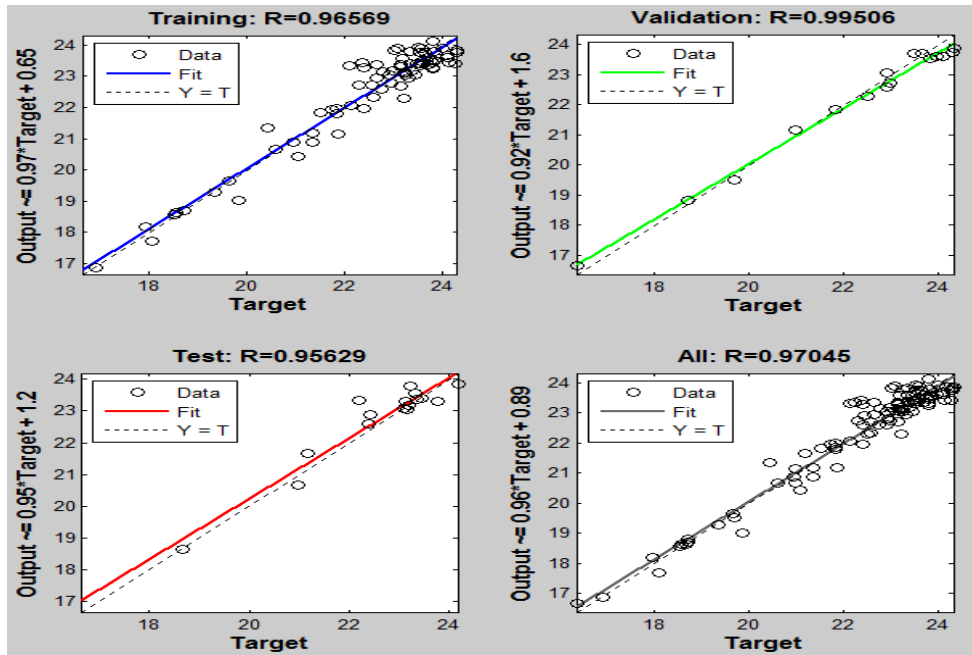 Training: R=0.96569
Output ~= 0.97*Target + 0.65
24
23
22
21
20
19
18
17
Data
Fit
Y = T
18
20
22
24
Target
Validation: R=0.99506
Output ~= 0.92*Target + 1.6
24
23
22
21
20
19
18
17
Data
Fit
Y = T
18
20
22
24
Target
Test: R=0.95629
Output ~= 0.95*Target + 1.2
24
23
22
21
20
19
18
17
Data
Fit
Y = T
18
20
22
24
Target
All: R=0.97045
Output ~= 0.96*Target + 0.89
24
23
22
21
20
19
18
17
Data
Fit
Y = T
18
20
22
24
Target